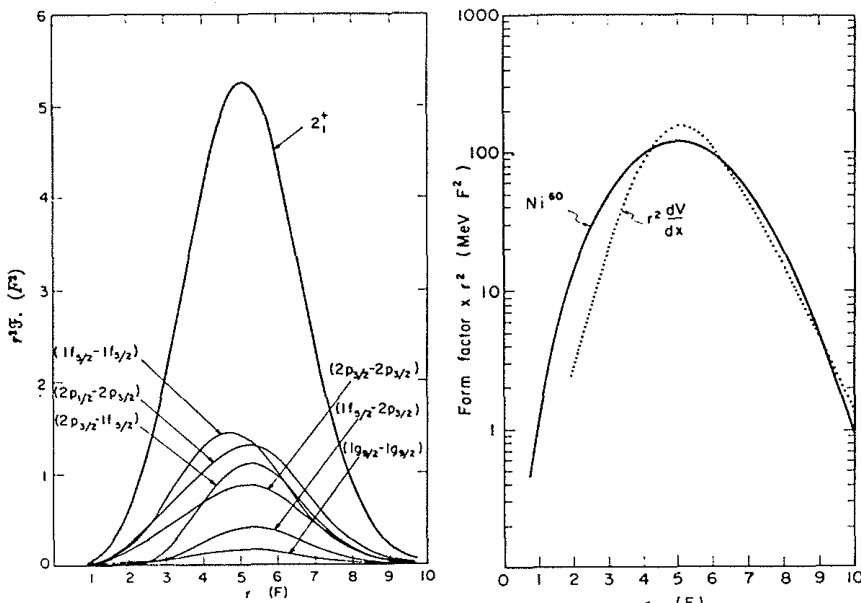 6
5
4
3
2
1
0
r²ℱ. (F²)
2₁⁺
(1f₅/₂-1f₅/₂)
(2p₁/₂-2p₃/₂)
(2p₃/₂-1f₅/₂)
(2p₃/₂-2p₃/₂)
(1f₅/₂-2p₃/₂)
(1g₉/₂-1g₉/₂)
1 2 3 4 5 6 7 8 9 10
r (F)
1000
100
10
1
Form factor x r² (MeV F²)
Ni⁶⁰
r² dV/dx
0 1 2 3 4 5 6 7 8 9 10
(F)